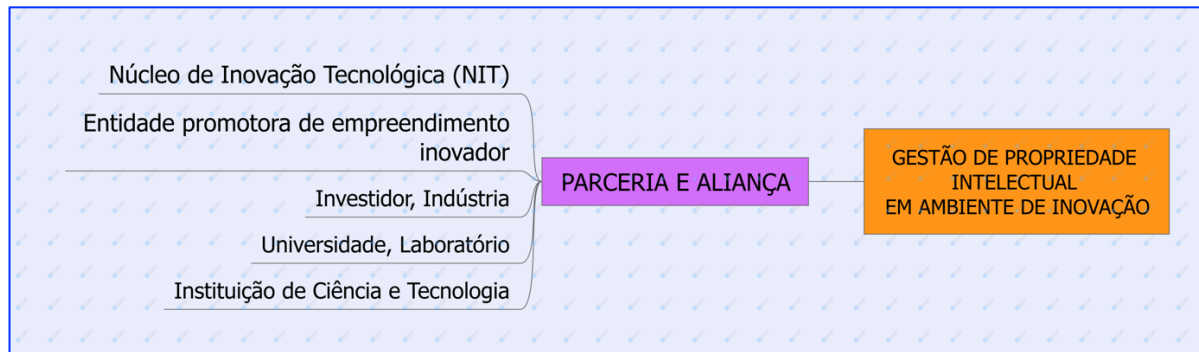 Núcleo de Inovação Tecnológica (NIT)
Entidade promotora de empreendimento
inovador
Investidor, Indústria
Universidade, Laboratório
Instituição de Ciência e Tecnologia
PARCERIA E ALIANÇA
GESTÃO DE PROPRIEDADE
INTELECTUAL
EM AMBIENTE DE INOVAÇÃO